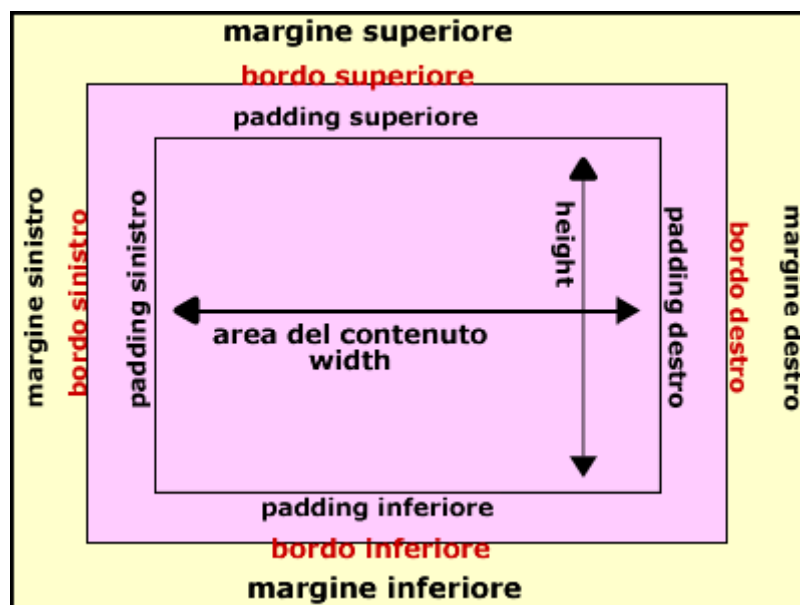 margine superiore
bordo superiore
padding superiore
margine sinistro
bordo sinistro
padding sinistro
height
area del contenuto
width
padding destro
bordo destro
margine destro
padding inferiore
bordo inferiore
margine inferiore